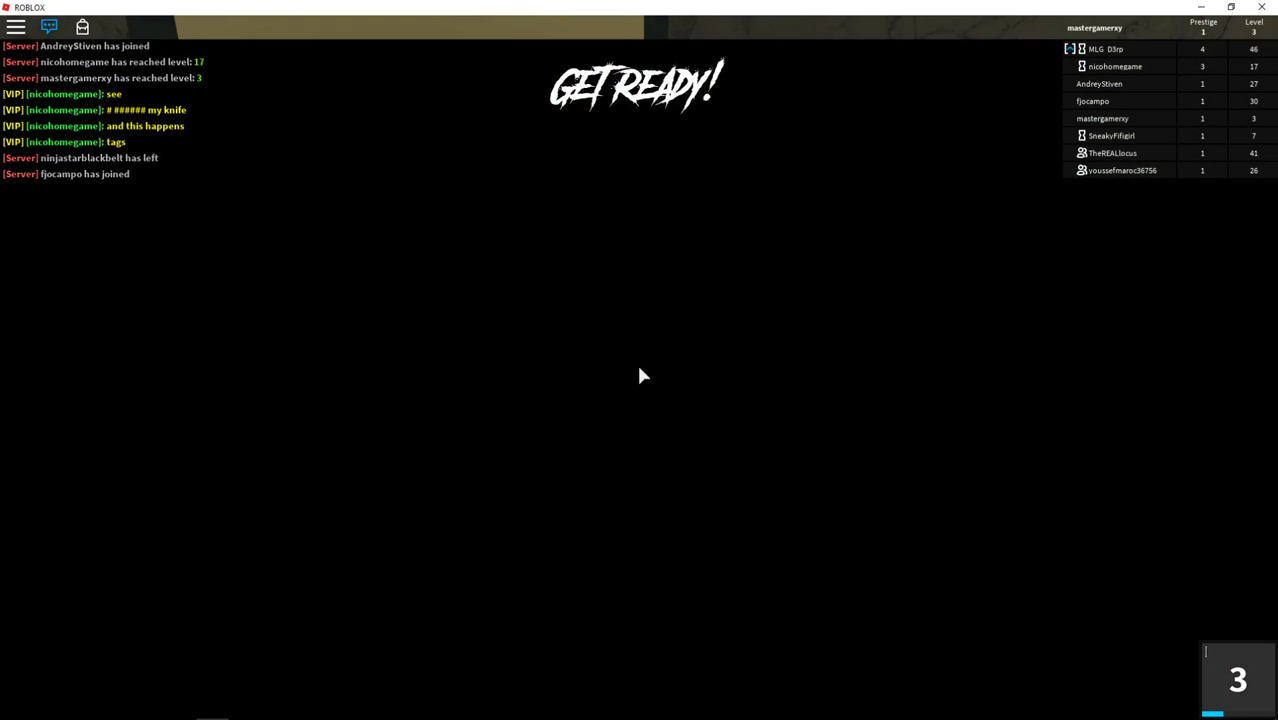 ROBLOX
[Server] AndreyStiven has joined
[Server] nicohomegame has reached level: 17
[Server] mastergamerxy has reached level: 3
[VIP] [nicohomegame]: see
[VIP] [nicohomegame]: # ###### my knife
[VIP] [nicohomegame]: and this happens
[VIP] [nicohomegame]: tags
[Server] ninjastarblackbelt has left
[Server] fjocampo has joined
GET READY!
mastergamerxy Prestige 1 Level 3
MLG D3rp 4 46
nicohomegame 3 17
AndreyStiven 1 27
fjocampo 1 30
mastergamerxy 1 3
SneakyFifigirl 1 7
TheREALlocus 1 41
youssefmaroc36756 1 26
3